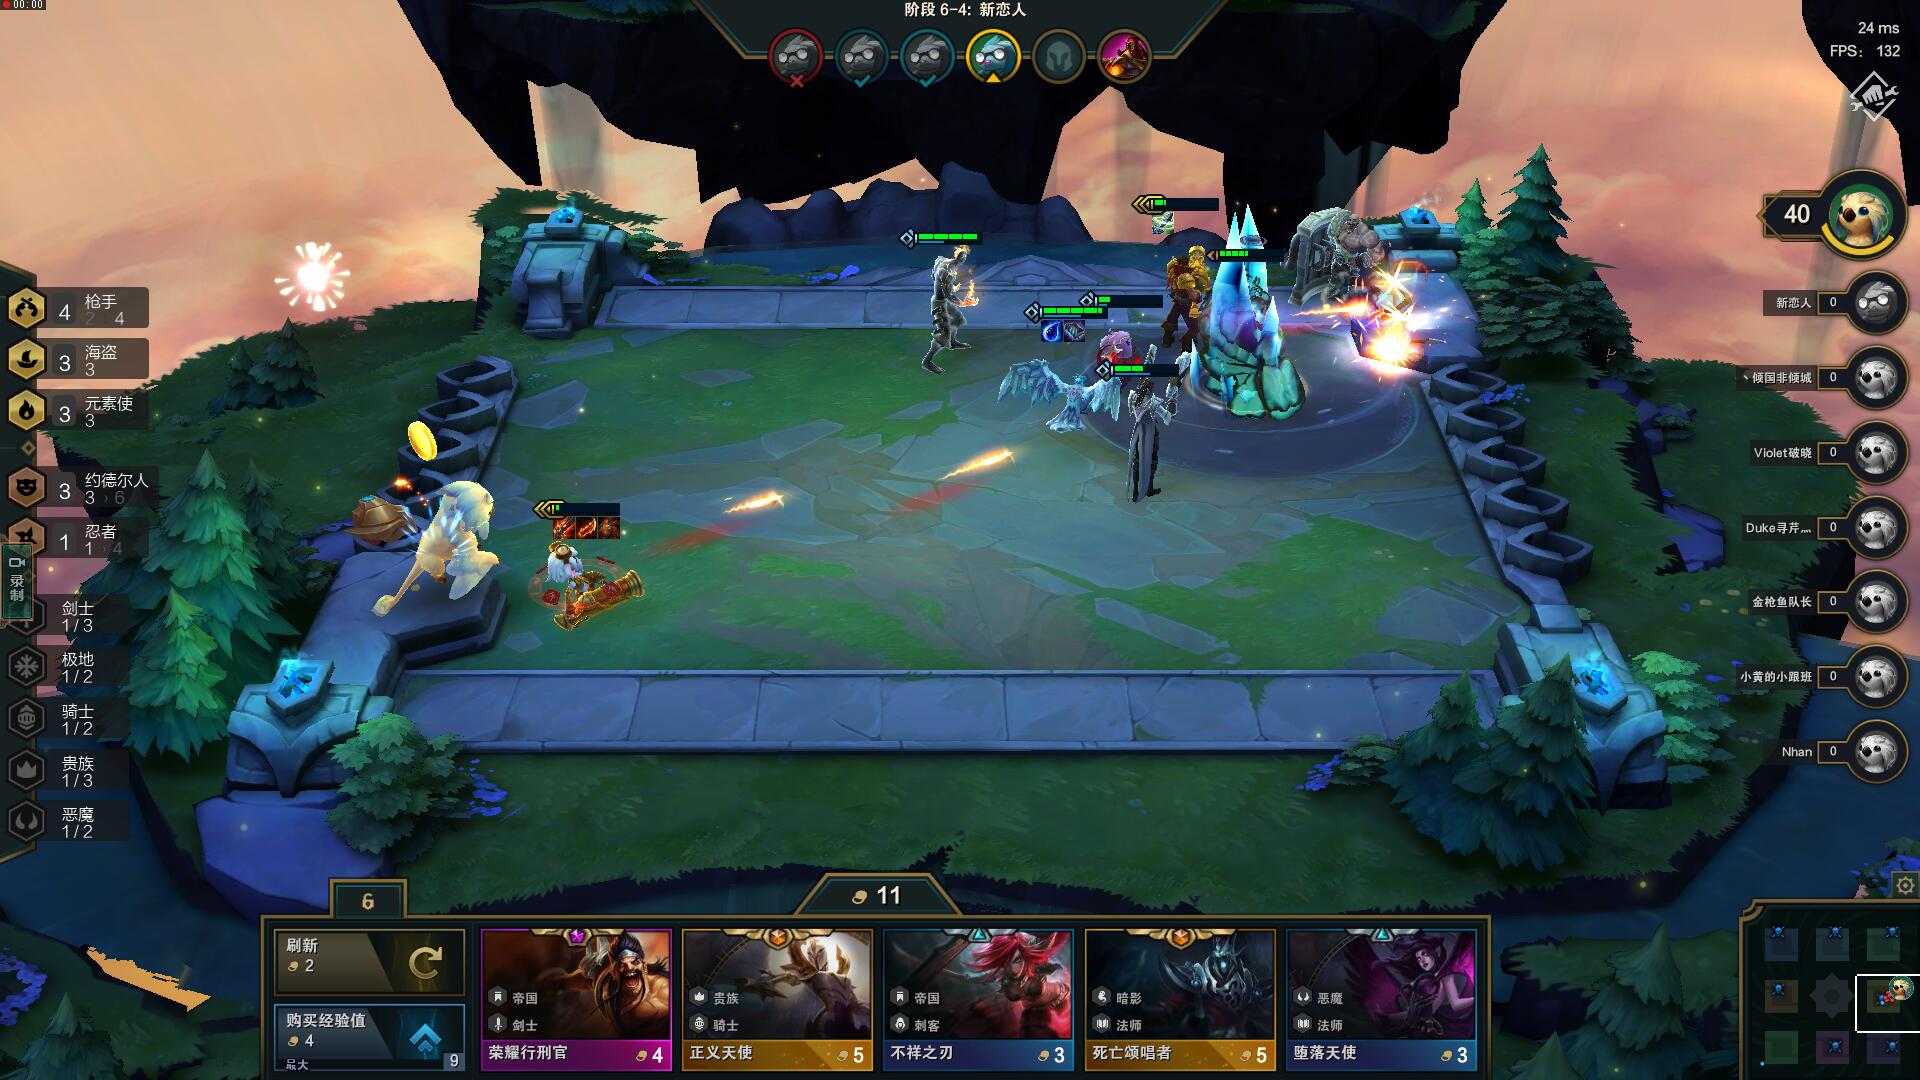 00:00
阶段 6-4: 新恋人
24 ms
FPS: 132
40
4
枪手
2 › 4
3
海盗
3
3
元素使
3
3
约德尔人
3 › 6
1
忍者
1 › 4
录制
剑士
1/3
极地
1/2
骑士
1/2
贵族
1/3
恶魔
1/2
新恋人 0
丶倾国非倾城 0
Violet破晓 0
Duke寻芹... 0
金枪鱼队长 0
小黄的小跟班 0
Nhan 0
6
11
刷新
2
购买经验值
4
最大
9
帝国
剑士
荣耀行刑官 4
贵族
骑士
正义天使 5
帝国
刺客
不祥之刃 3
暗影
法师
死亡颂唱者 5
恶魔
法师
堕落天使 3